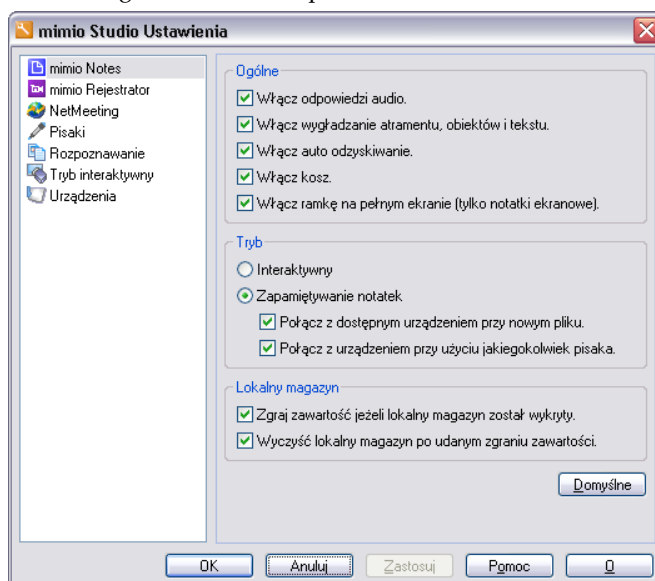 mimio Studio Ustawienia
mimio Notes
mimio Rejestrator
NetMeeting
Pisaki
Rozpoznawanie
Tryb interaktywny
Urządzenia
Ogólne
Włącz odpowiedzi audio.
Włącz wygładzanie atramentu, obiektów i tekstu.
Włącz auto odzyskiwanie.
Włącz kosz.
Włącz ramkę na pełnym ekranie (tylko notatki ekranowe).
Tryb
Interaktywny
Zapamiętywanie notatek
Połącz z dostępnym urządzeniem przy nowym pliku.
Połącz z urządzeniem przy użyciu jakiegokolwiek pisaka.
Lokalny magazyn
Zgraj zawartość jeżeli lokalny magazyn został wykryty.
Wyczyść lokalny magazyn po udanym zgraniu zawartości.
Domyślne
OK Anuluj Zastosuj Pomoc O